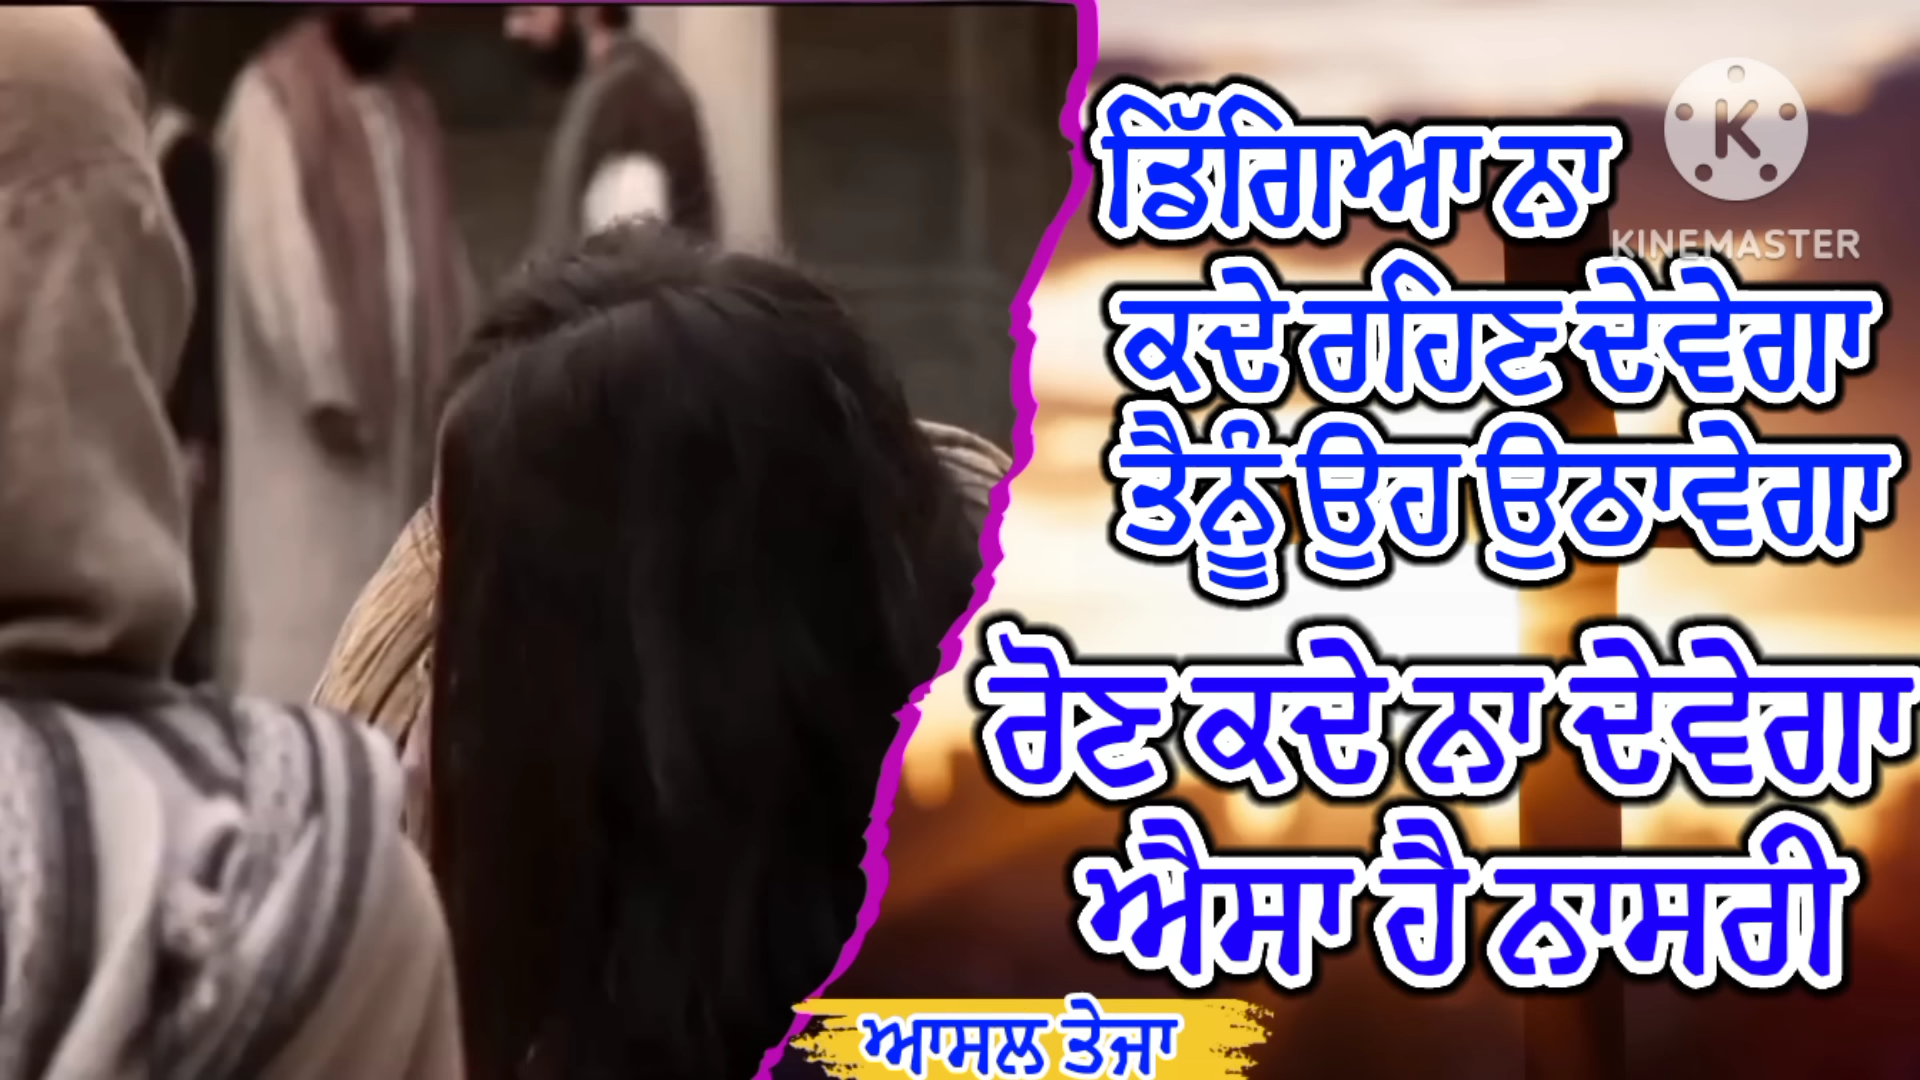 ਡਿੱਗਿਆ ਨਾ
ਕਦੇ ਰਹਿਣ ਦੇਵੇਗਾ
ਤੈਨੂੰ ਉਹ ਉਠਾਵੇਗਾ
ਰੋਣ ਕਦੇ ਨਾ ਦੇਵੇਗਾ
ਐਸਾ ਹੈ ਨਾਸਰੀ
ਆਸਲ ਤੇਜਾ
K
KINEMASTER